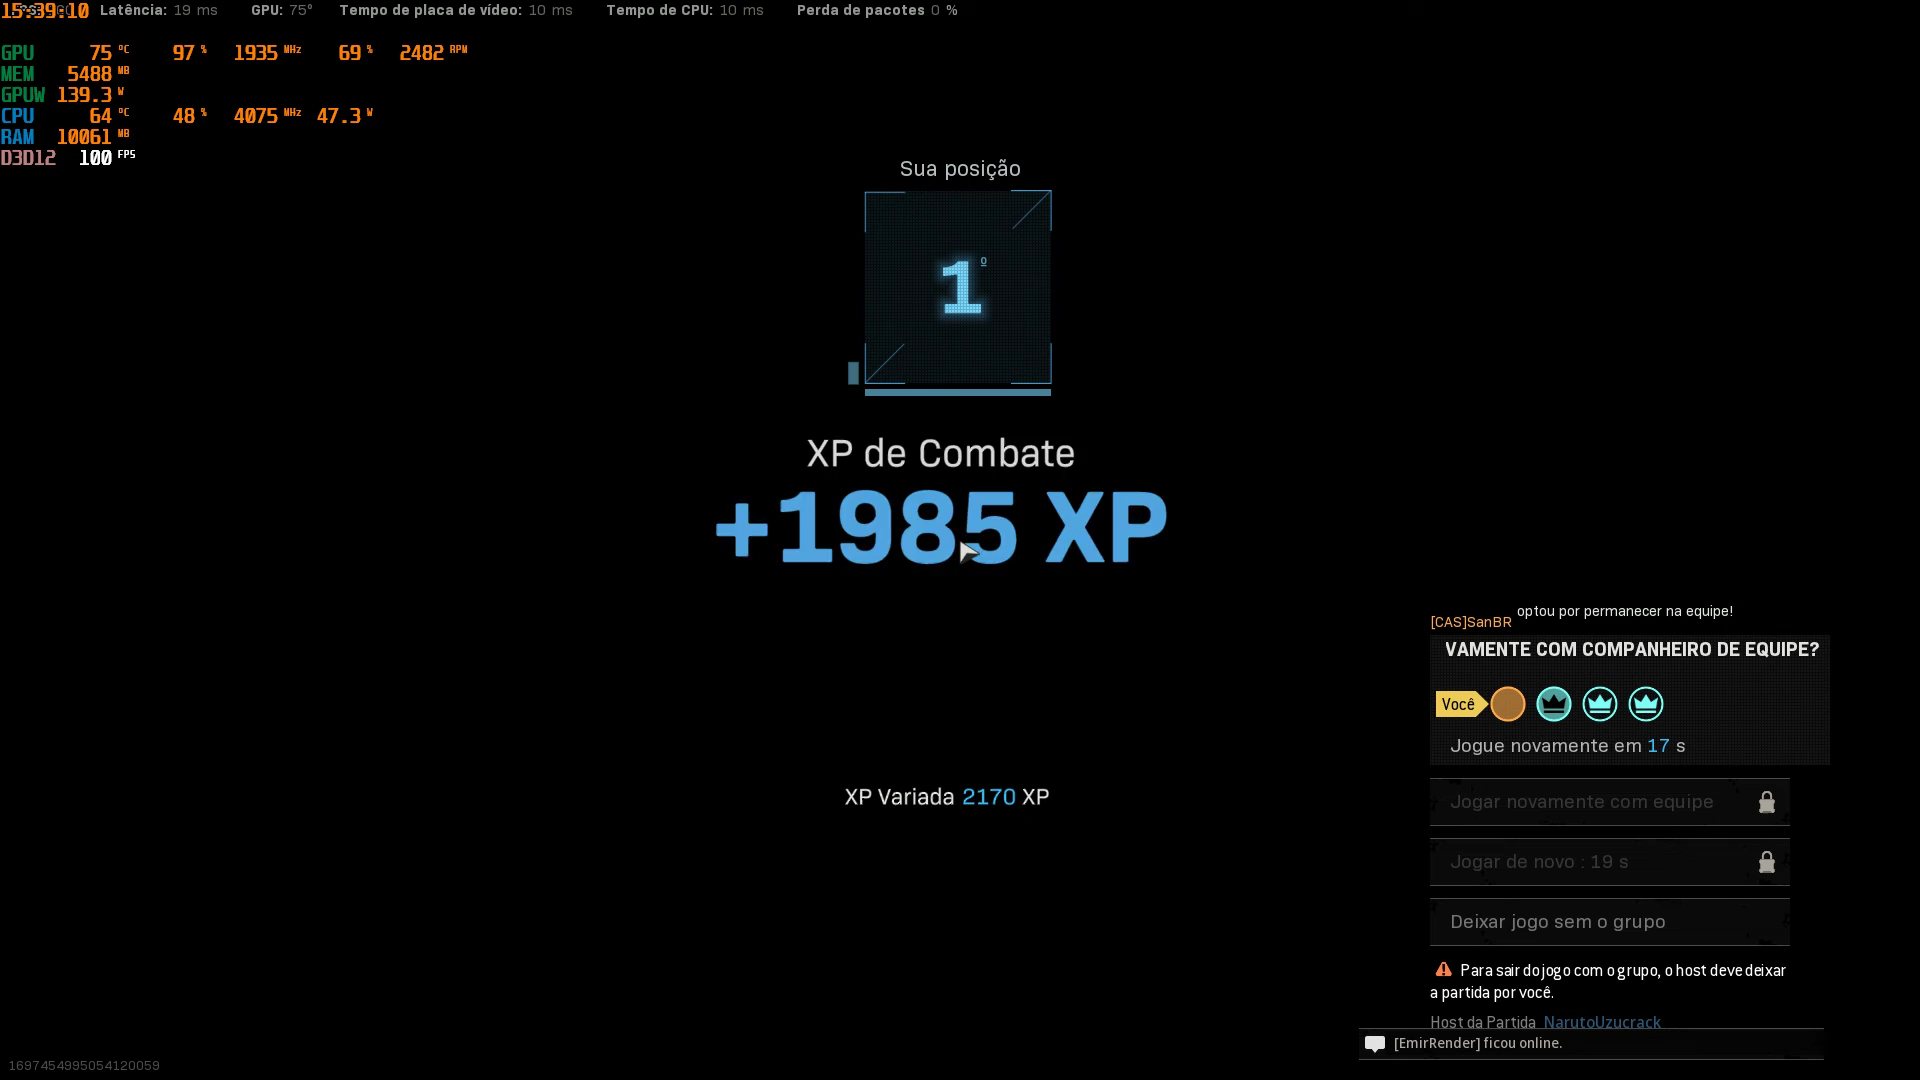 15:39:10 Latência: 19 ms GPU: 75° Tempo de placa de vídeo: 10 ms Tempo de CPU: 10 ms Perda de pacotes 0 %
GPU 75 °C 97 % 1935 MHz 69 % 2482 RPM
MEM 5488 MB
GPUW 139.3 W
CPU 64 °C 48 % 4075 MHz 47.3 W
RAM 10061 MB
D3D12 100 FPS
Sua posição
1º
XP de Combate
+1985 XP
XP Variada 2170 XP
[CAS]SanBR optou por permanecer na equipe!
VAMENTE COM COMPANHEIRO DE EQUIPE?
Você
Jogue novamente em 17 s
Jogar novamente com equipe
Jogar de novo : 19 s
Deixar jogo sem o grupo
Para sair do jogo com o grupo, o host deve deixar
a partida por você.
Host da Partida NarutoUzucrack
[EmirRender] ficou online.
1697454995054120059